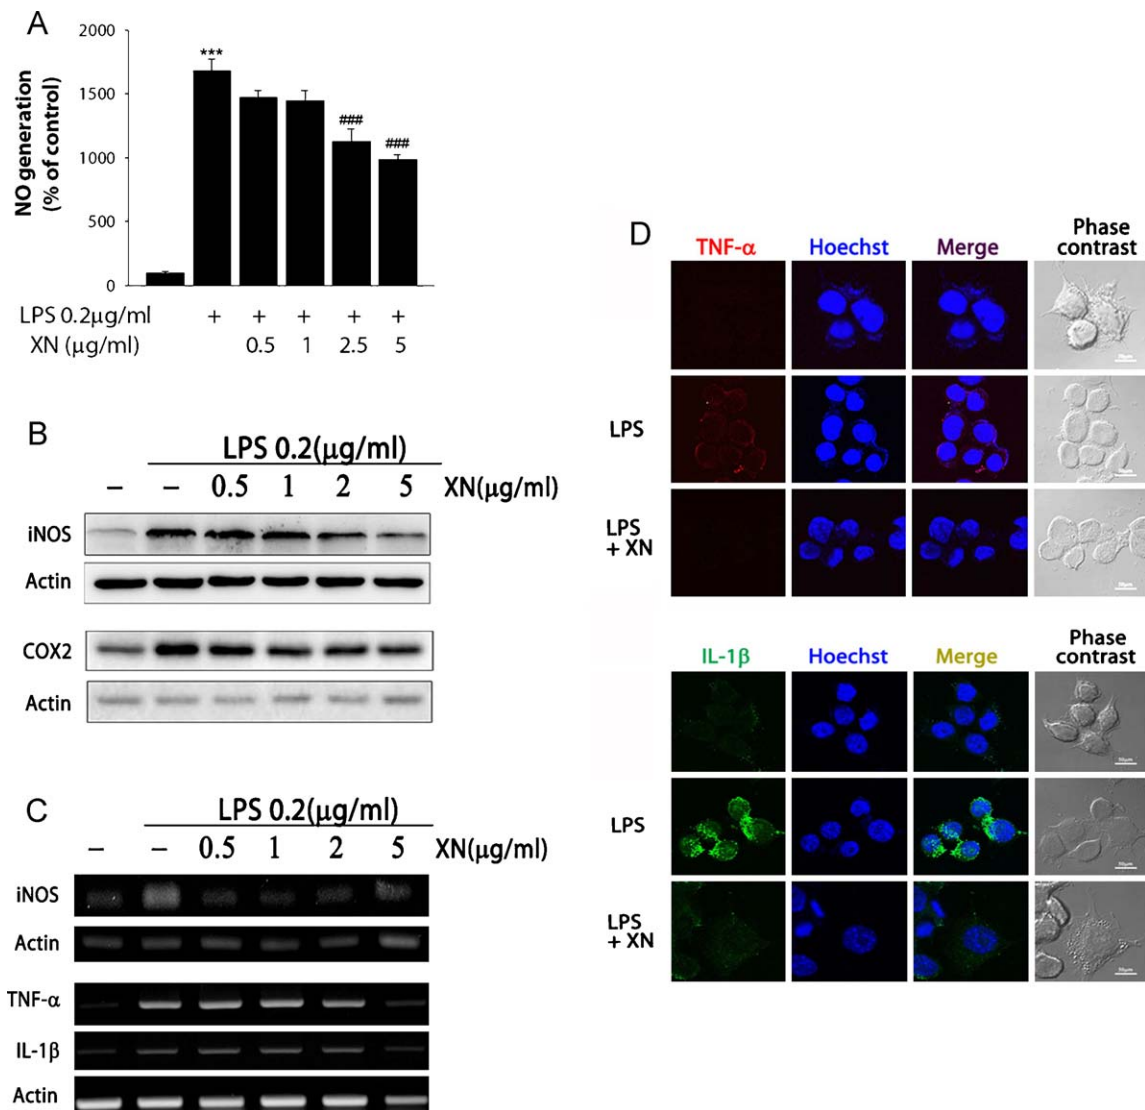 A
2000
1500
1000
500
0
NO generation
(% of control)
***
###
###
LPS 0.2μg/ml + + + + +
XN (μg/ml) 0.5 1 2.5 5
B
LPS 0.2(μg/ml)
– – 0.5 1 2 5 XN(μg/ml)
iNOS
Actin
COX2
Actin
C
LPS 0.2(μg/ml)
– – 0.5 1 2 5 XN(μg/ml)
iNOS
Actin
TNF-α
IL-1β
Actin
D
TNF-α Hoechst Merge Phase
contrast
LPS
LPS
+ XN
IL-1β Hoechst Merge Phase
contrast
LPS
LPS
+ XN